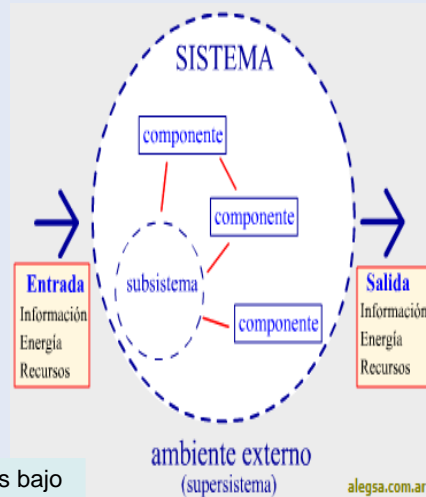 SISTEMA
componente
componente
subsistema
componente
Entrada
Información
Energía
Recursos
Salida
Información
Energía
Recursos
ambiente externo
(supersistema)
s bajo
alegsa.com.ar